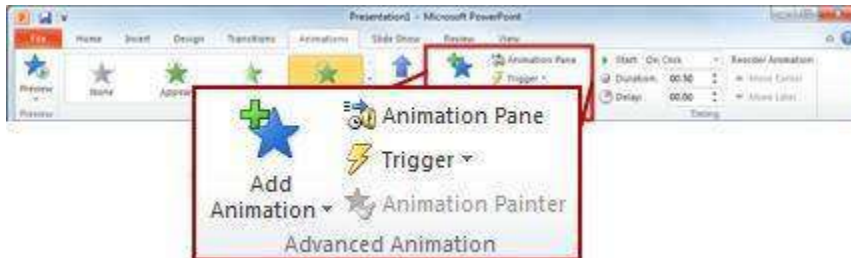 Presentation1 - Microsoft PowerPoint
File Home Insert Design Transitions Animations Slide Show Review View
Animation Pane Start: On Click Reorder Animation
Preview None Trigger Duration: 00.50 Move Earlier
Delay: 00.00 Move Later
Preview Timing
Animation Pane
Trigger
Add
Animation Animation Painter
Advanced Animation